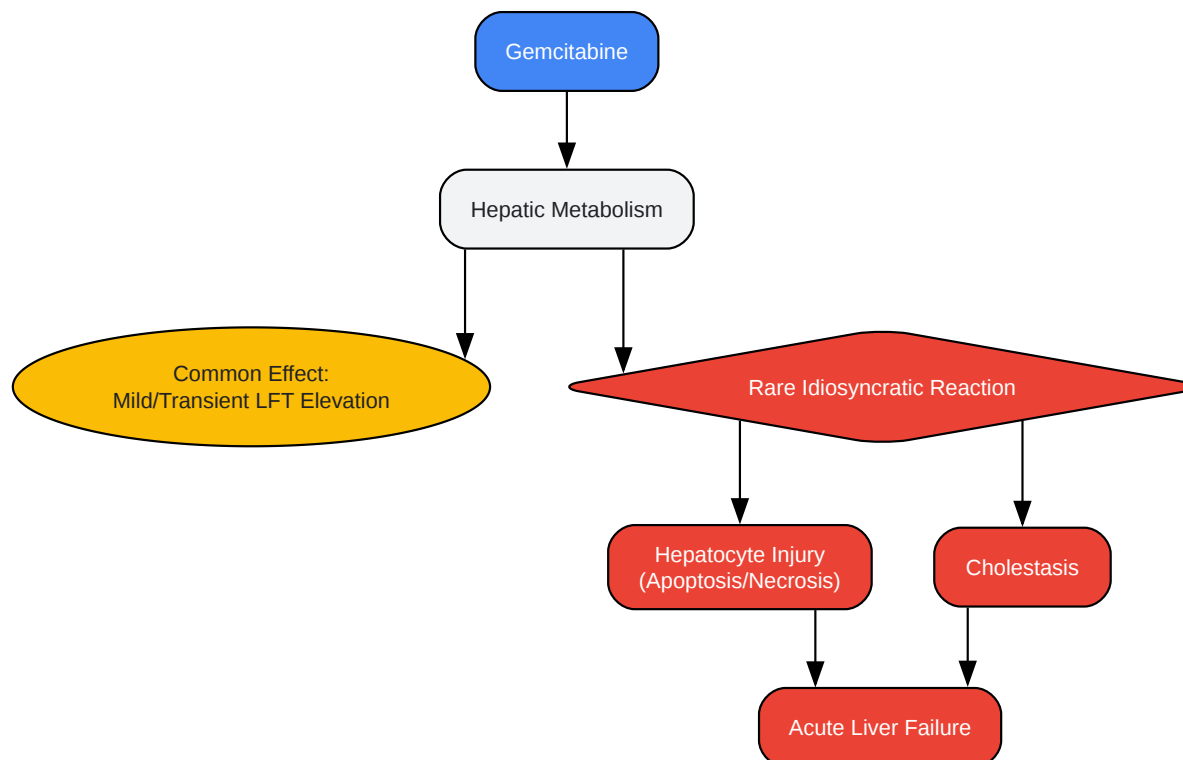 Gemcitabine
Hepatic Metabolism
Common Effect:
Mild/Transient LFT Elevation
Rare Idiosyncratic Reaction
Hepatocyte Injury
(Apoptosis/Necrosis)
Cholestasis
Acute Liver Failure